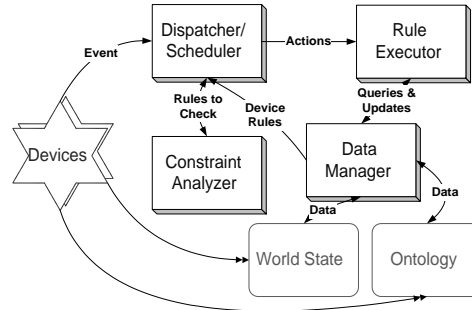 Dispatcher/
Scheduler
Rule
Executor
Event
Actions
Rules to
Check
Device
Rules
Queries &
Updates
Devices
Constraint
Analyzer
Data
Manager
Data
Data
World State
Ontology